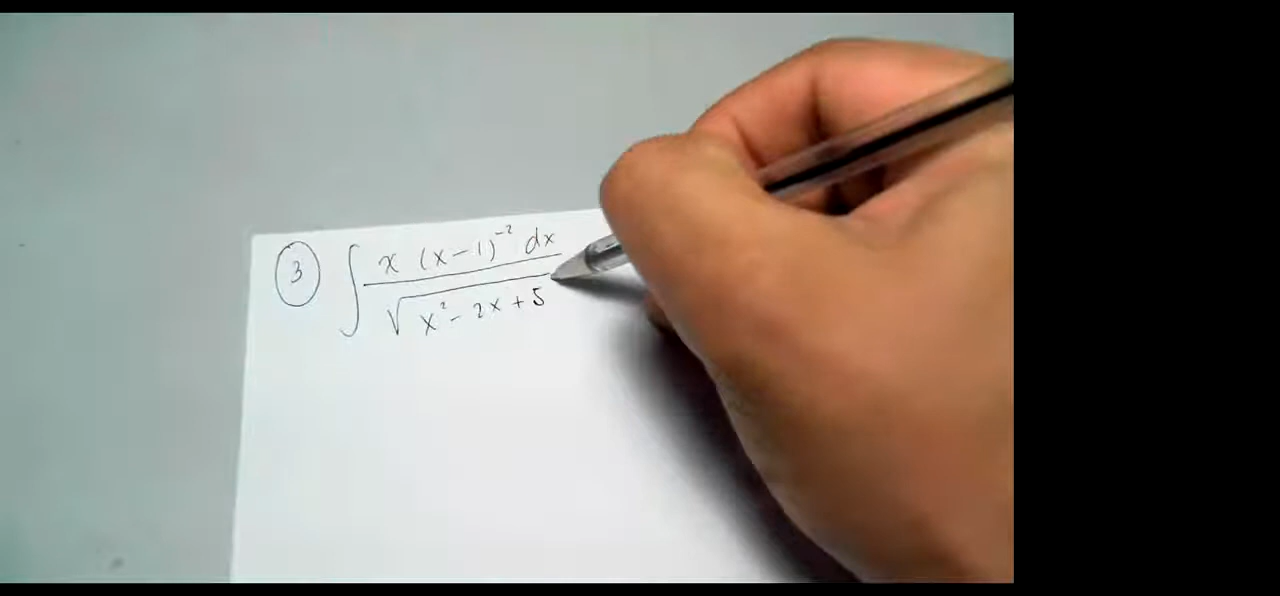 ③ ∫ x (x-1)⁻² dx / √(x² - 2x + 5)